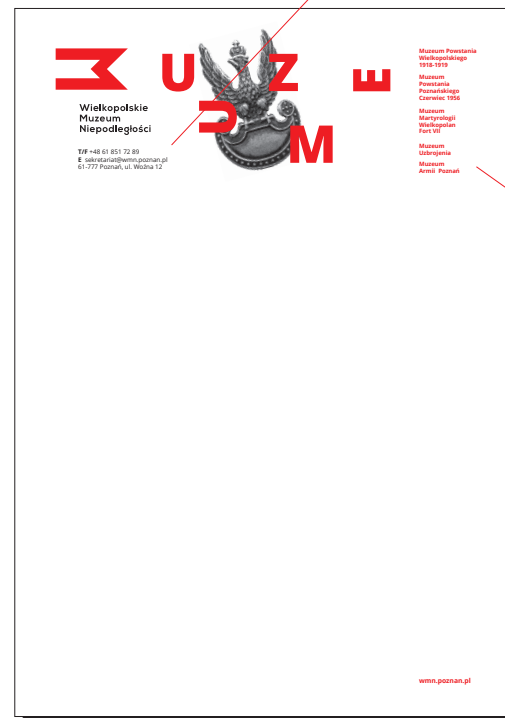 M
U
Z
E
U
M
Wielkopolskie
Muzeum
Niepodległości
T/F +48 61 851 72 89
E sekretariat@wmn.poznan.pl
61-777 Poznań, ul. Woźna 12
Muzeum Powstania
Wielkopolskiego
1918-1919
Muzeum
Powstania
Poznańskiego
Czerwiec 1956
Muzeum
Martyrologii
Wielkopolan
Fort VII
Muzeum
Uzbrojenia
Muzeum
Armii Poznań
wmn.poznan.pl